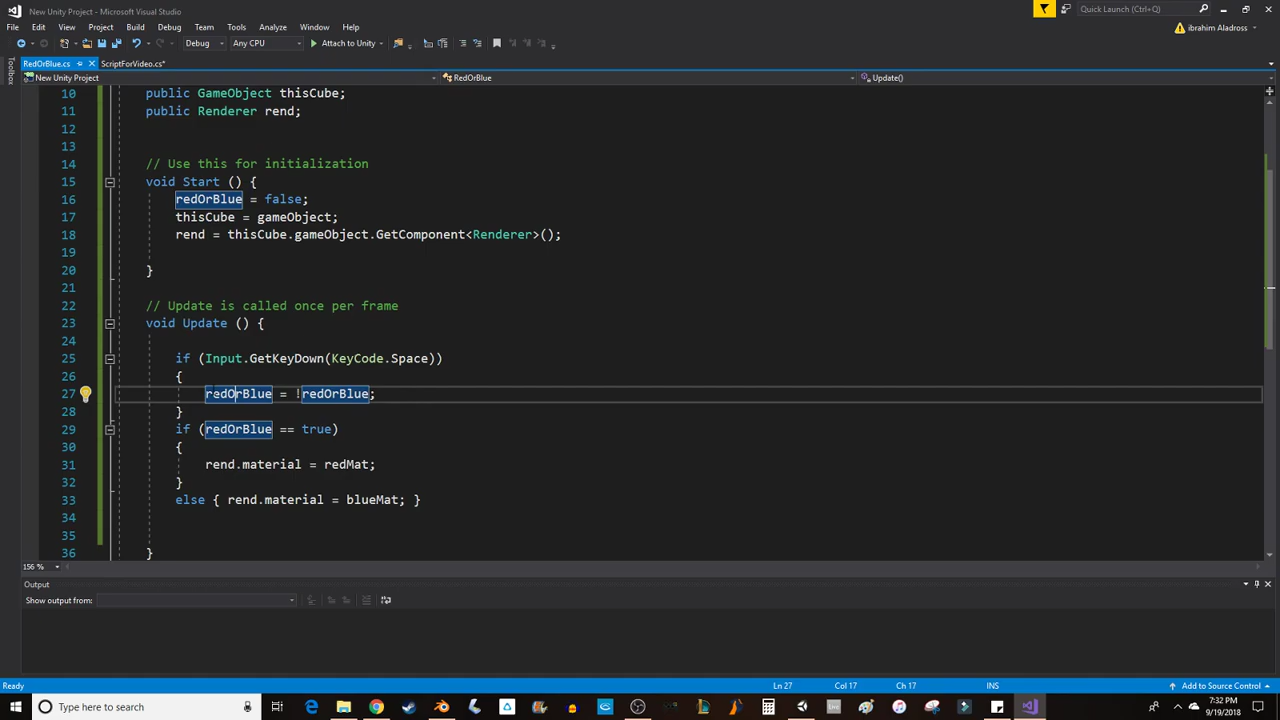 New Unity Project - Microsoft Visual Studio
Quick Launch (Ctrl+Q)
File Edit View Project Build Debug Team Tools Analyze Window Help
ibrahim Aladross
Debug Any CPU Attach to Unity
Toolbox
RedOrBlue.cs ScriptForVideo.cs*
New Unity Project RedOrBlue Update()
10 public GameObject thisCube;
11 public Renderer rend;
12
13
14 // Use this for initialization
15 void Start () {
16 redOrBlue = false;
17 thisCube = gameObject;
18 rend = thisCube.gameObject.GetComponent<Renderer>();
19
20 }
21
22 // Update is called once per frame
23 void Update () {
24
25 if (Input.GetKeyDown(KeyCode.Space))
26 {
27 redOrBlue = !redOrBlue;
28 }
29 if (redOrBlue == true)
30 {
31 rend.material = redMat;
32 }
33 else { rend.material = blueMat; }
34
35
36 }
156 %
Output
Show output from:
Ready Ln 27 Col 17 Ch 17 INS Add to Source Control
Type here to search
7:32 PM
9/19/2018